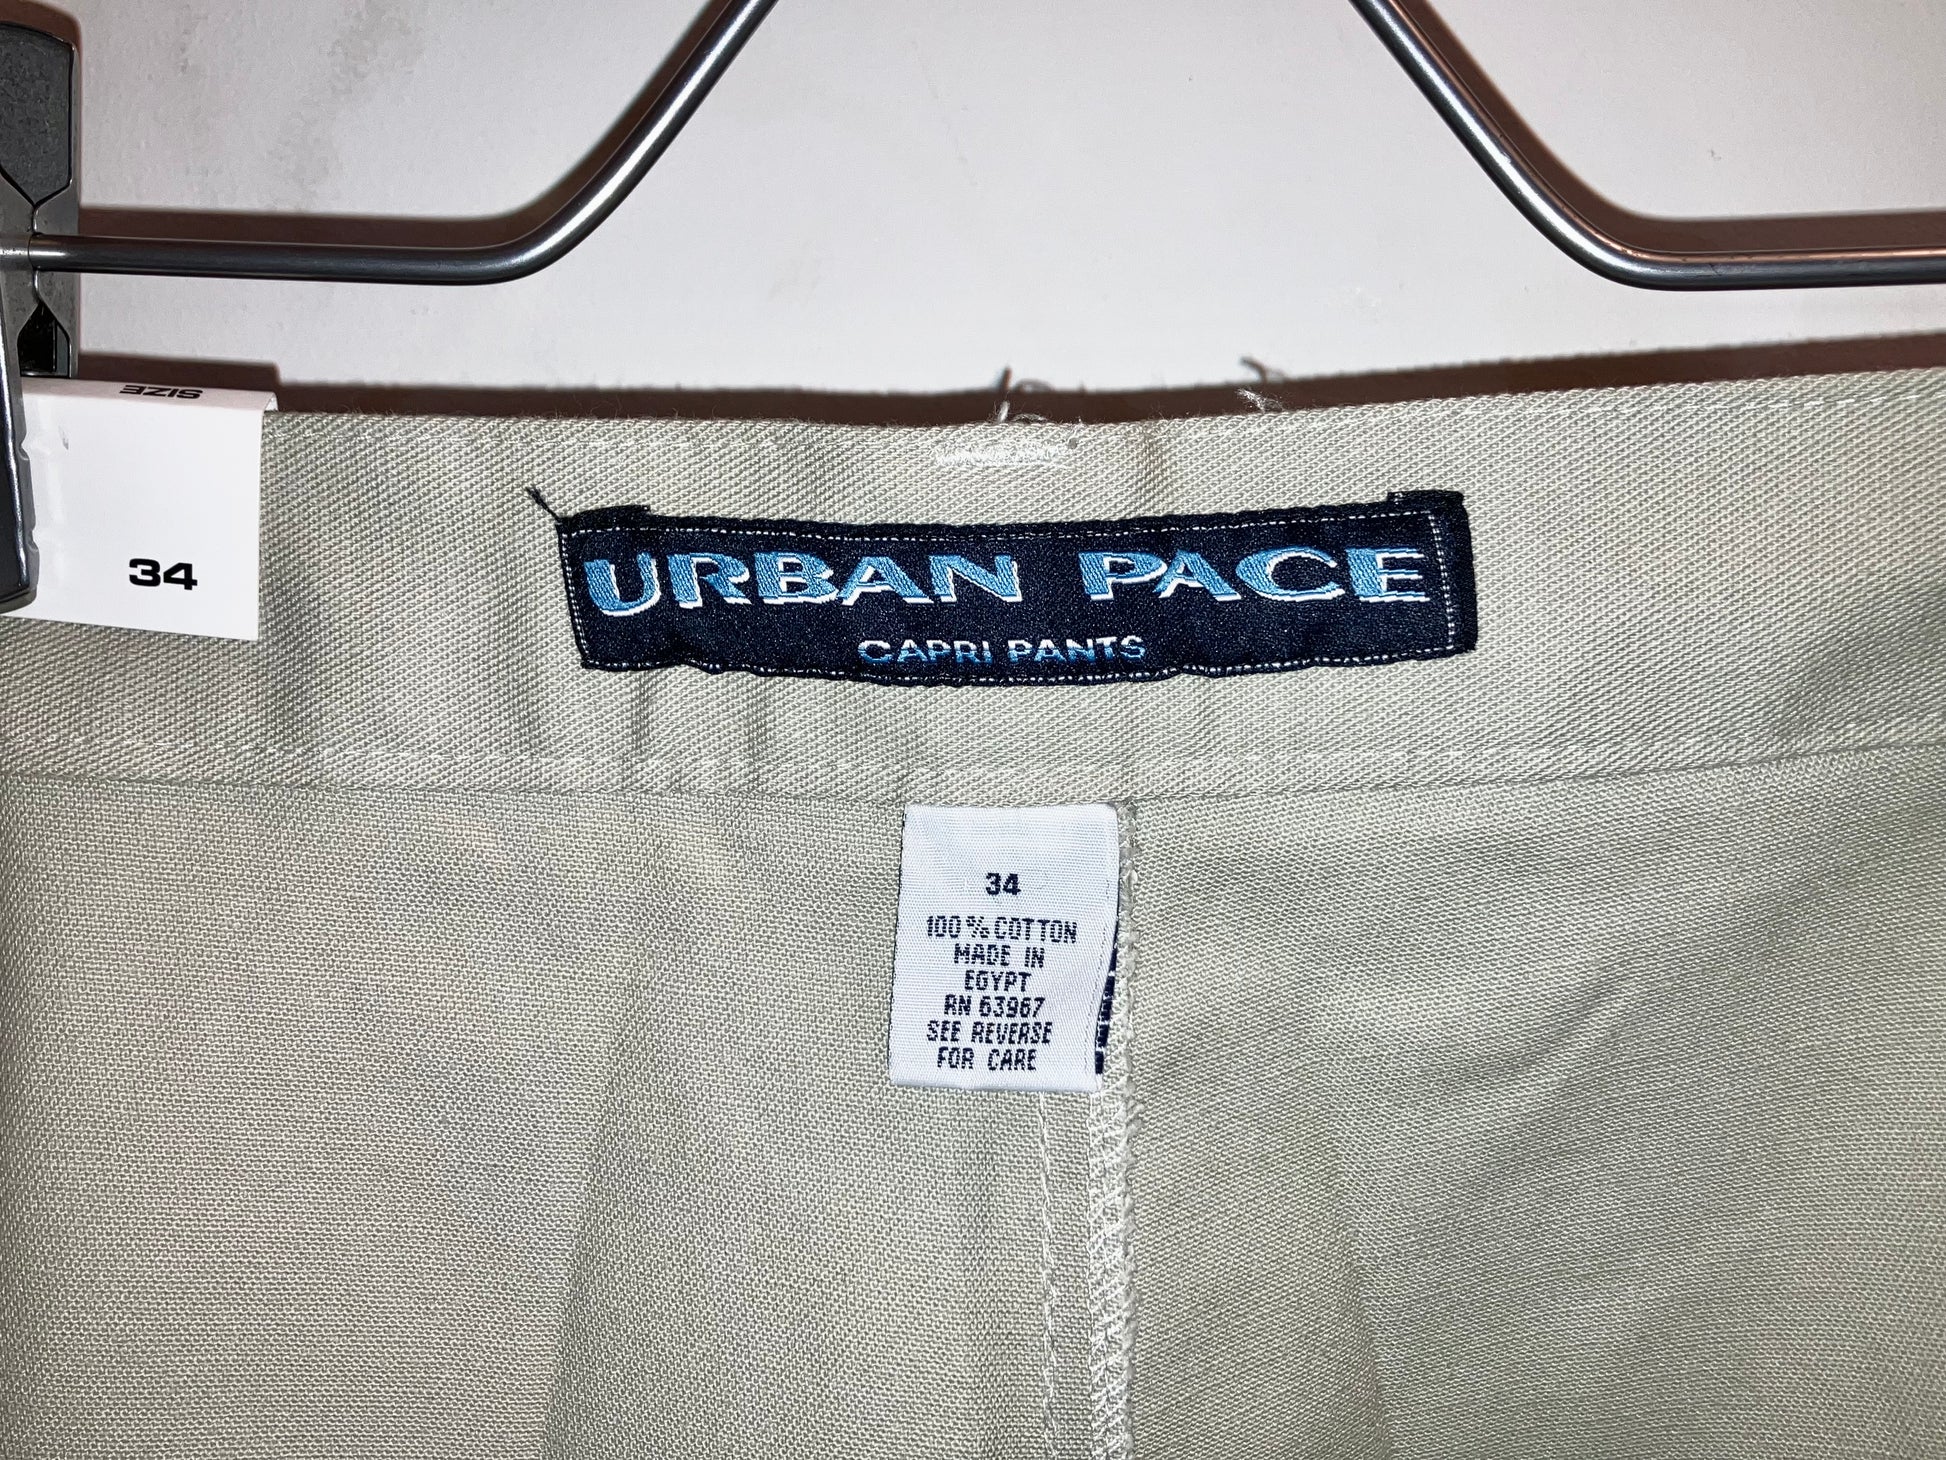 SIZE
34
URBAN PACE
CAPRI PANTS
34
100% COTTON
MADE IN
EGYPT
RN 63967
SEE REVERSE
FOR CARE